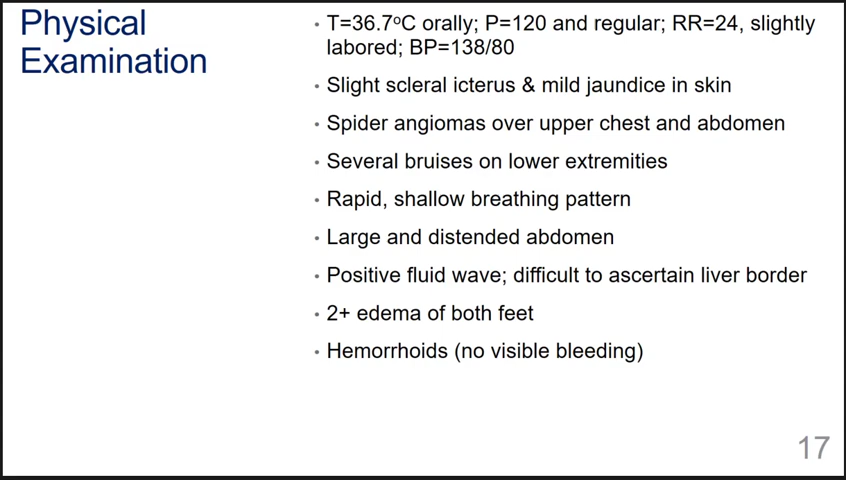 Physical
Examination
• T=36.7ºC orally; P=120 and regular; RR=24, slightly
labored; BP=138/80
• Slight scleral icterus & mild jaundice in skin
• Spider angiomas over upper chest and abdomen
• Several bruises on lower extremities
• Rapid, shallow breathing pattern
• Large and distended abdomen
• Positive fluid wave; difficult to ascertain liver border
• 2+ edema of both feet
• Hemorrhoids (no visible bleeding)
17